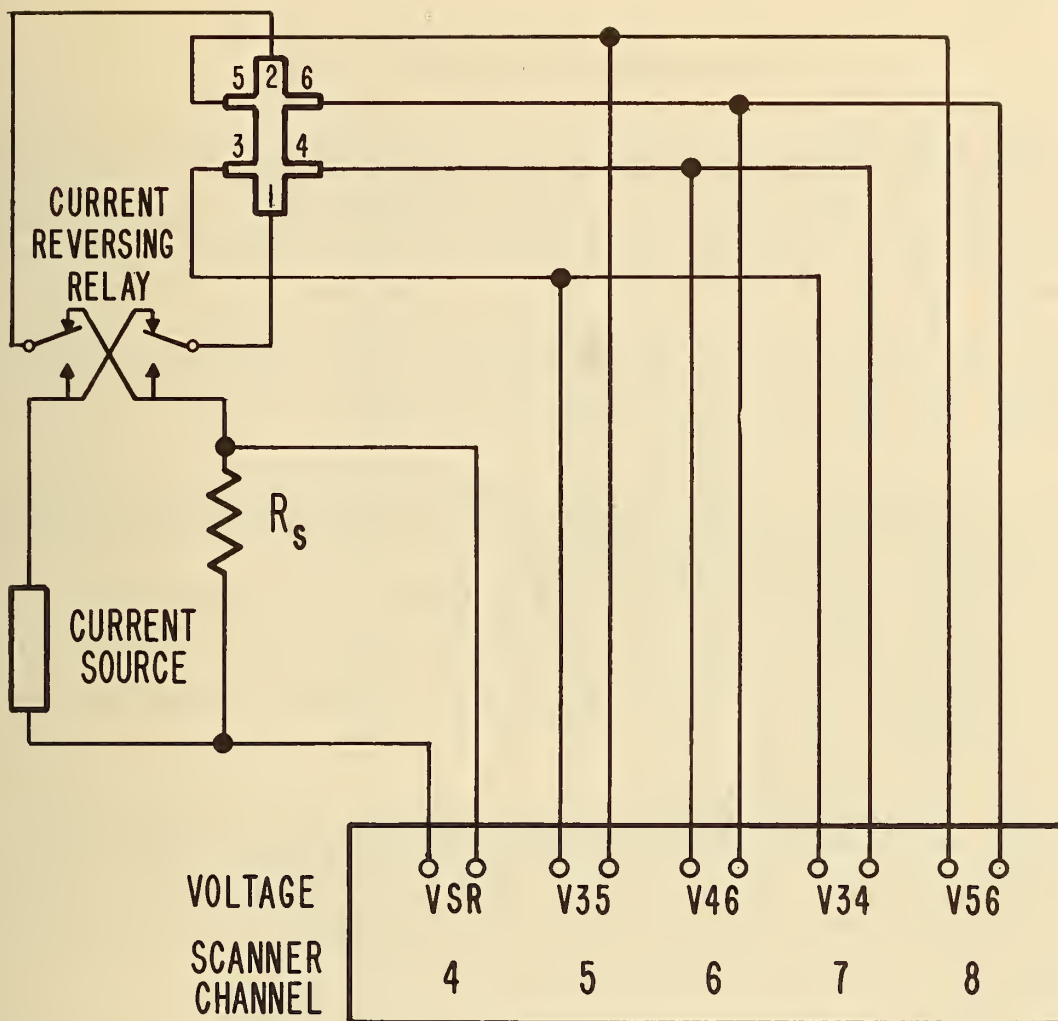 5 2 6
3 4
1
CURRENT
REVERSING
RELAY
Rs
CURRENT
SOURCE
VOLTAGE VSR V35 V46 V34 V56
SCANNER
CHANNEL 4 5 6 7 8